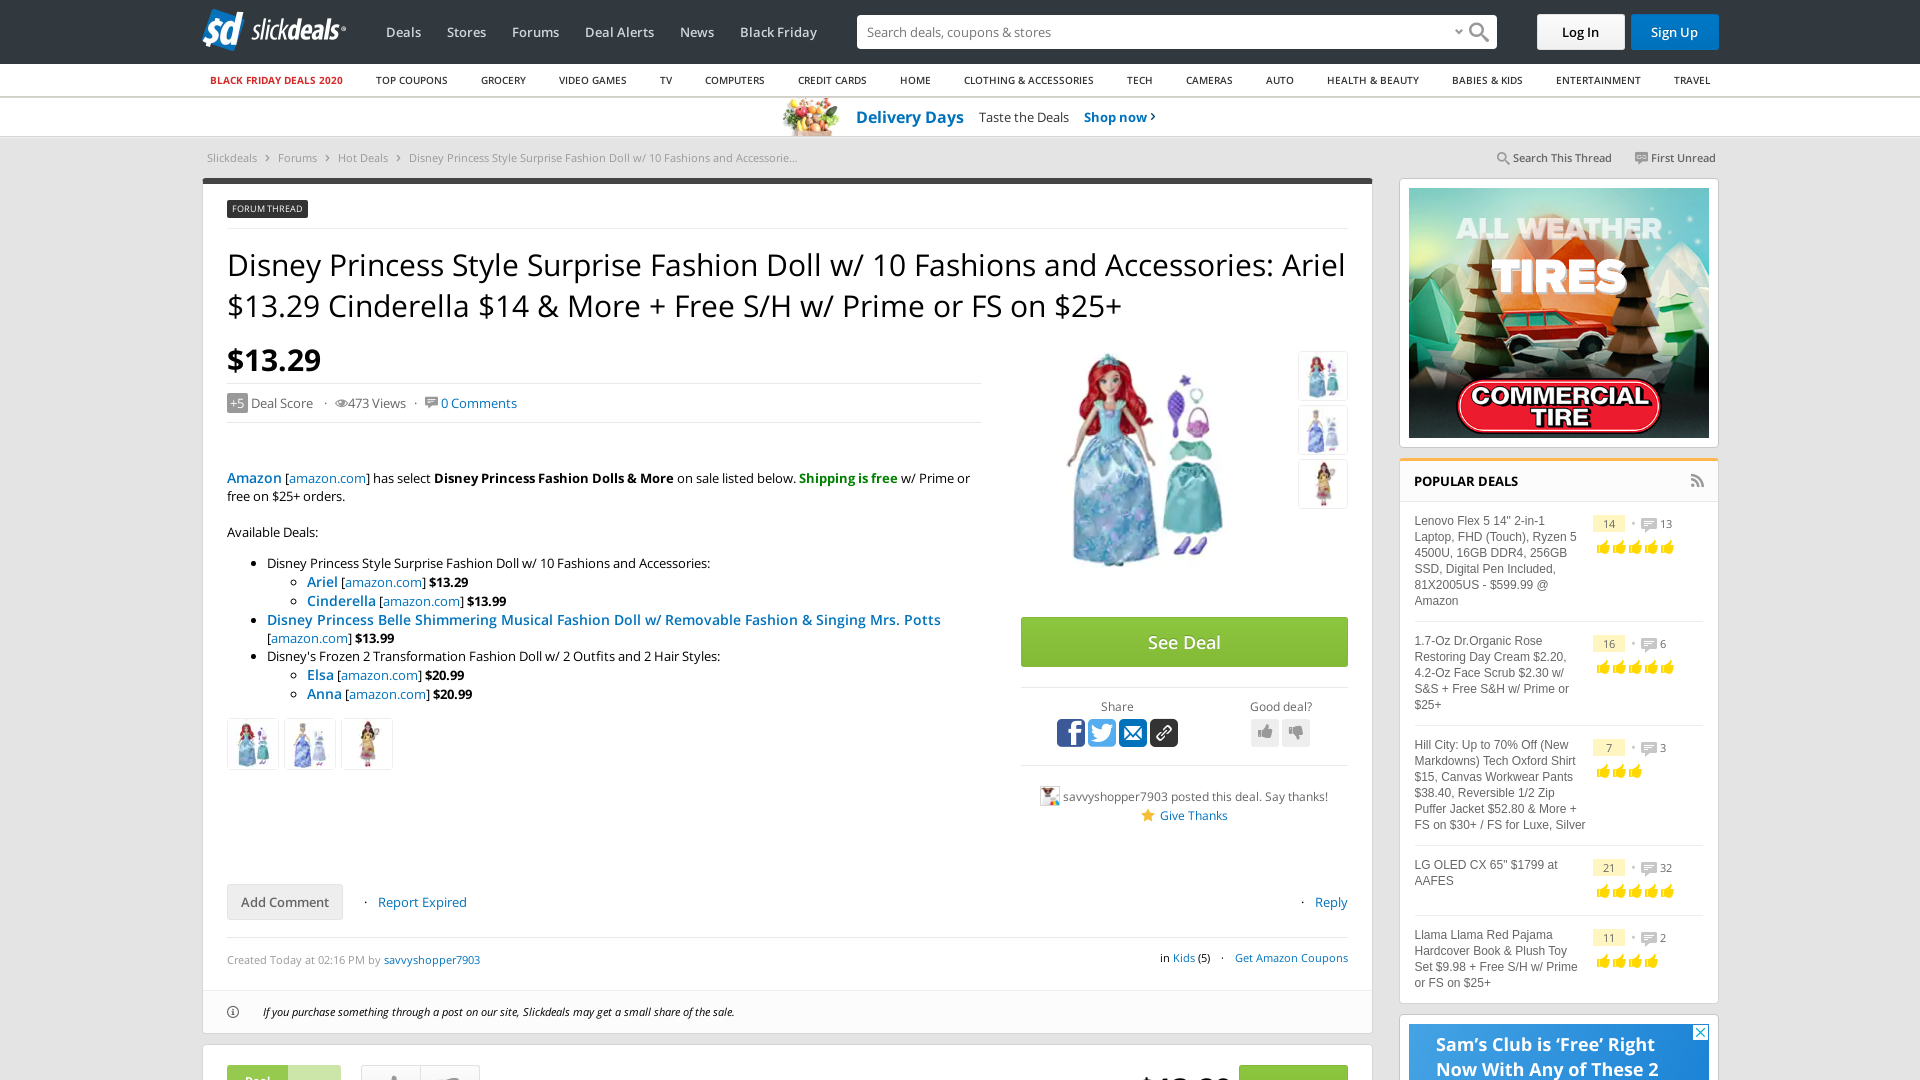 sd slickdeals
Deals Stores Forums Deal Alerts News Black Friday
Search deals, coupons & shops
Log In
Sign Up
BLACK FRIDAY DEALS 2020 TOP COUPONS GROCERY VIDEO GAMES TV COMPUTERS CREDIT CARDS HOME CLOTHING & ACCESSORIES TECH CAMERAS AUTO HEALTH & BEAUTY BABIES & KIDS ENTERTAINMENT TRAVEL
Delivery Days Taste the Deals Shop now ›
Slickdeals › Forums › Hot Deals › Disney Princess Style Surprise Fashion Doll w/ 10 Fashions and Accessorie...
Search This Thread First Unread
FORUM THREAD
Disney Princess Style Surprise Fashion Doll w/ 10 Fashions and Accessories: Ariel
$13.29 Cinderella $14 & More + Free S/H w/ Prime or FS on $25+
$13.29
+5 Deal Score · 473 Views · 0 Comments
Amazon [amazon.com] has select Disney Princess Fashion Dolls & More on sale listed below. Shipping is free w/ Prime or
free on $25+ orders.
Available Deals:
• Disney Princess Style Surprise Fashion Doll w/ 10 Fashions and Accessories:
◦ Ariel [amazon.com] $13.29
◦ Cinderella [amazon.com] $13.99
• Disney Princess Belle Shimmering Musical Fashion Doll w/ Removable Fashion & Singing Mrs. Potts
[amazon.com] $13.99
• Disney's Frozen 2 Transformation Fashion Doll w/ 2 Outfits and 2 Hair Styles:
◦ Elsa [amazon.com] $20.99
◦ Anna [amazon.com] $20.99
See Deal
Share Good deal?
savvyshopper7903 posted this deal. Say thanks!
Give Thanks
Add Comment · Report Expired
· Reply
Created Today at 02:16 PM by savvyshopper7903
in Kids (5) · Get Amazon Coupons
If you purchase something through a post on our site, Slickdeals may get a small share of the sale.
ALL WEATHER
TIRES
COMMERCIAL
TIRE
POPULAR DEALS
Lenovo Flex 5 14" 2-in-1 14 • 13
Laptop, FHD (Touch), Ryzen 5
4500U, 16GB DDR4, 256GB
SSD, Digital Pen Included,
81X2005US - $599.99 @
Amazon
1.7-Oz Dr.Organic Rose 16 • 6
Restoring Day Cream $2.20,
4.2-Oz Face Scrub $2.30 w/
S&S + Free S&H w/ Prime or
$25+
Hill City: Up to 70% Off (New 7 • 3
Markdowns) Tech Oxford Shirt
$15, Canvas Workwear Pants
$38.40, Reversible 1/2 Zip
Puffer Jacket $52.80 & More +
FS on $30+ / FS for Luxe, Silver
LG OLED CX 65" $1799 at 21 • 32
AAFES
Llama Llama Red Pajama 11 • 2
Hardcover Book & Plush Toy
Set $9.98 + Free S/H w/ Prime
or FS on $25+
Sam's Club is 'Free' Right
Now With Any of These 2